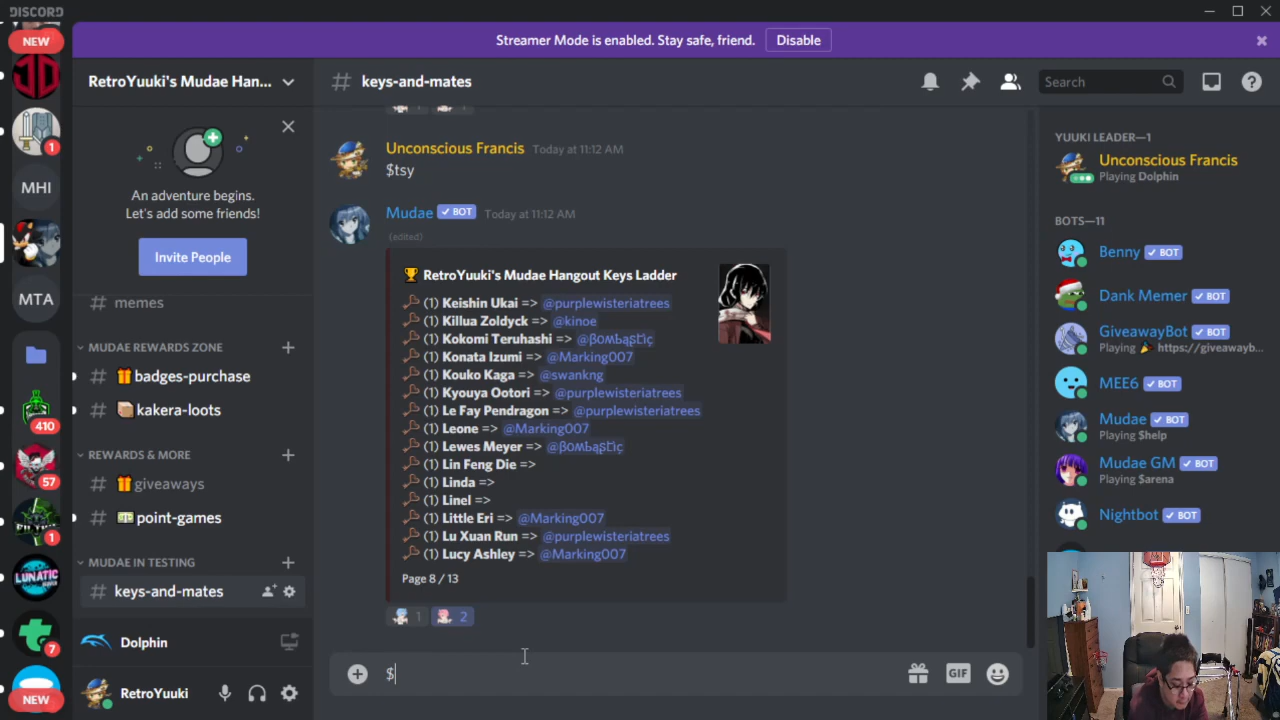 DISCORD
NEW
Streamer Mode is enabled. Stay safe, friend.
Disable
RetroYuuki's Mudae Hang...
keys-and-mates
Search
An adventure begins.
Let's add some friends!
Invite People
memes
MUDAE REWARDS ZONE
badges-purchase
kakera-loots
REWARDS & MORE
giveaways
point-games
MUDAE IN TESTING
keys-and-mates
Dolphin
RetroYuuki
1
MHI
MTA
410
57
1
7
NEW
Unconscious Francis Today at 11:12 AM
$tsy
Mudae BOT Today at 11:12 AM
(edited)
RetroYuuki's Mudae Hangout Keys Ladder
(1) Keishin Ukai => @purplewisteriatrees
(1) Killua Zoldyck => @kinoe
(1) Kokomi Teruhashi =>
(1) Konata Izumi => @Marking007
(1) Kouko Kaga => @swankng
(1) Kyouya Ootori => @purplewisteriatrees
(1) Le Fay Pendragon => @purplewisteriatrees
(1) Leone => @Marking007
(1) Lewes Meyer =>
(1) Lin Feng Die =>
(1) Linda =>
(1) Linel =>
(1) Little Eri => @Marking007
(1) Lu Xuan Run => @purplewisteriatrees
(1) Lucy Ashley => @Marking007
Page 8 / 13
1
2
$
GIF
YUUKI LEADER—1
Unconscious Francis
Playing Dolphin
BOTS—11
Benny BOT
Dank Memer BOT
GiveawayBot BOT
Playing 🎉 https://giveawayb...
MEE6 BOT
Mudae BOT
Playing $help
Mudae GM BOT
Playing $arena
Nightbot BOT